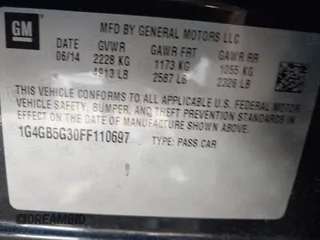 GM
MFD BY GENERAL MOTORS LLC
06/14 GVWR GAWR FRT GAWR RR
2228 KG 1173 KG 1055 KG
4913 LB 2587 LB 2326 LB
THIS VEHICLE CONFORMS TO ALL APPLICABLE U.S. FEDERAL MOTOR
VEHICLE SAFETY, BUMPER, AND THEFT PREVENTION STANDARDS IN
EFFECT ON THE DATE OF MANUFACTURE SHOWN ABOVE.
1G4GB5G30FF110697 TYPE: PASS CAR
DREAMBID